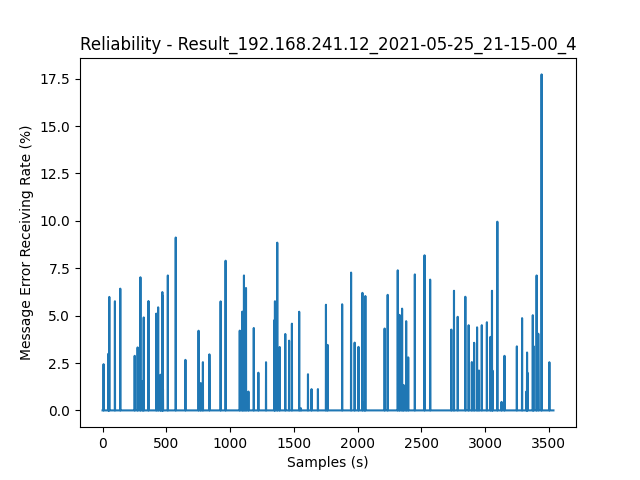 Reliability - Result_192.168.241.12_2021-05-25_21-15-00_4
17.5
15.0
12.5
10.0
7.5
5.0
2.5
0.0
Message Error Receiving Rate (%)
0 500 1000 1500 2000 2500 3000 3500
Samples (s)